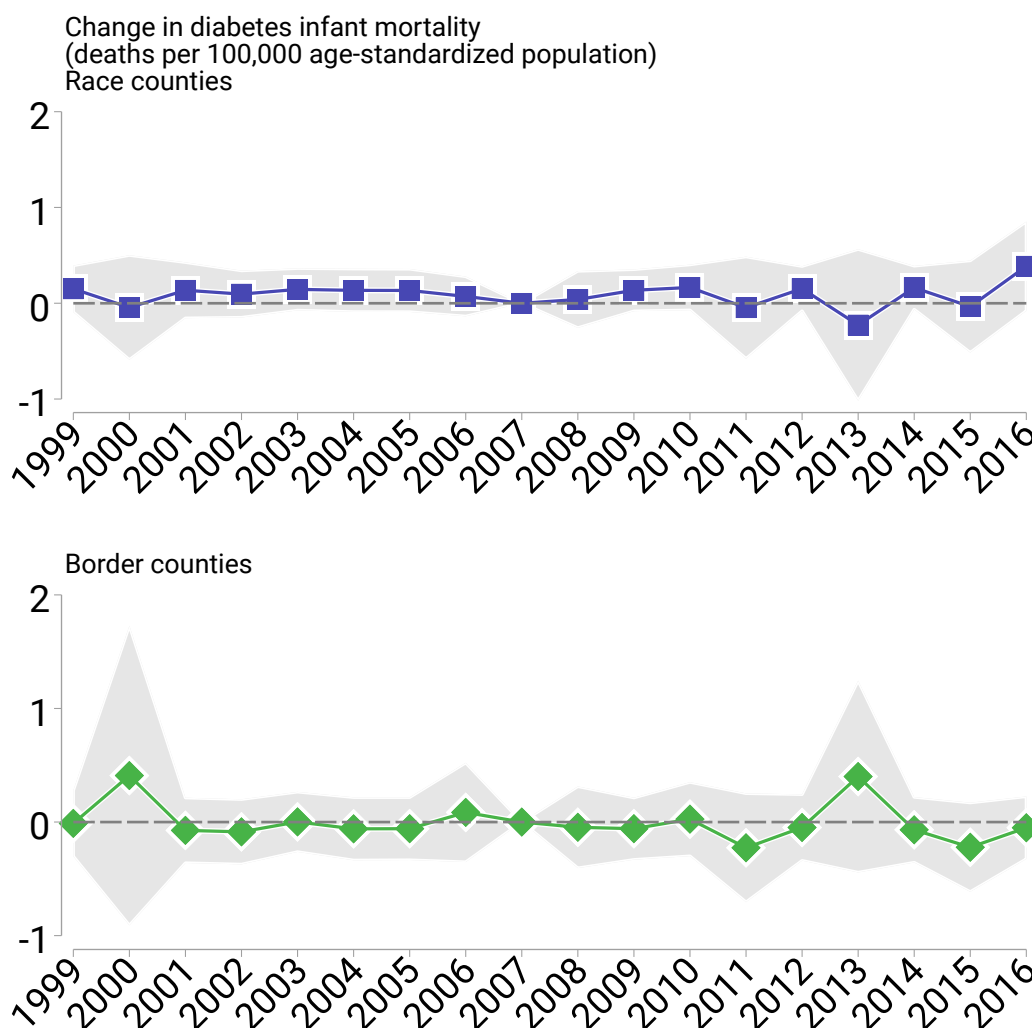 Change in diabetes infant mortality
(deaths per 100,000 age-standardized population)
Race counties
2
1
0
-1
1999 2000 2001 2002 2003 2004 2005 2006 2007 2008 2009 2010 2011 2012 2013 2014 2015 2016
Border counties
2
1
0
-1
1999 2000 2001 2002 2003 2004 2005 2006 2007 2008 2009 2010 2011 2012 2013 2014 2015 2016